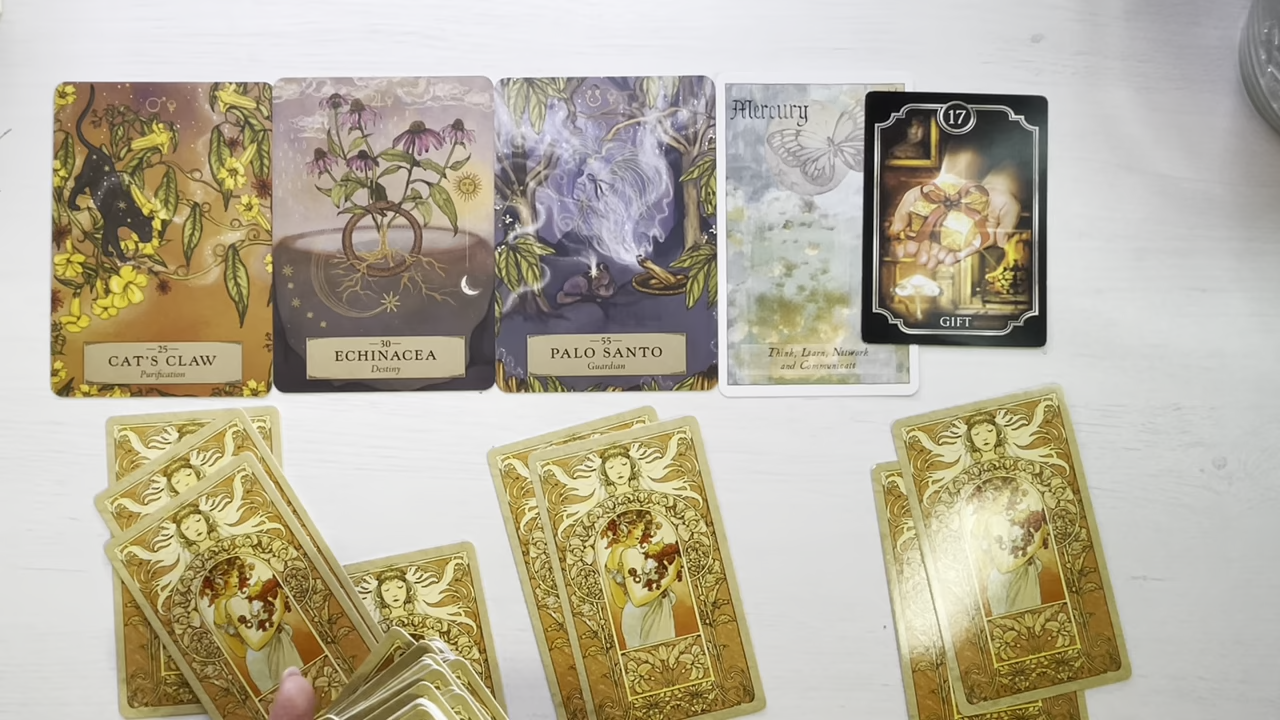 25
CAT'S CLAW
Purification
30
ECHINACEA
Destiny
55
PALO SANTO
Guardian
Mercury
Think, Learn, Network
and Communicate
17
GIFT